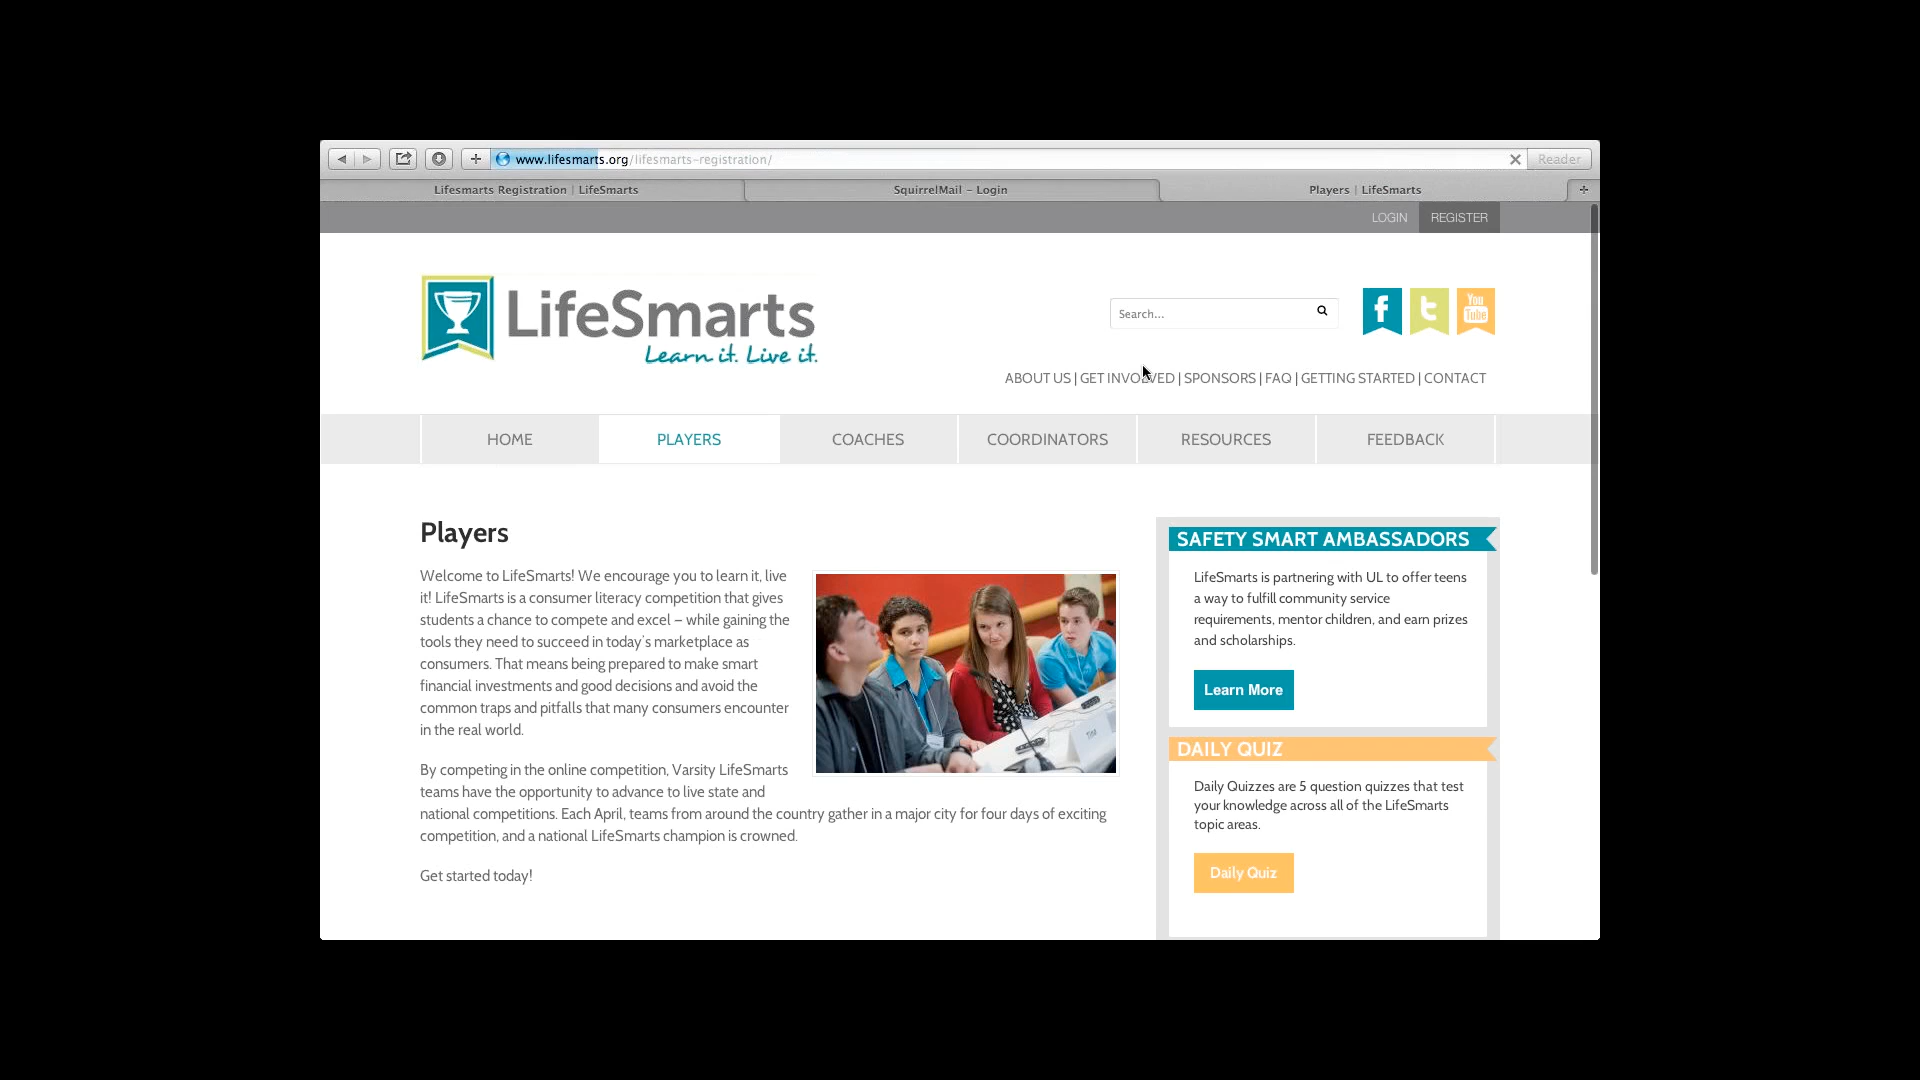 www.lifesmarts.org/lifesmarts-registration/
Reader
Lifesmarts Registration | LifeSmarts
SquirrelMail - Login
Players | LifeSmarts
LOGIN
REGISTER
LifeSmarts
Learn it. Live it.
Search...
You
Tube
ABOUT US | GET INVOLVED | SPONSORS | FAQ | GETTING STARTED | CONTACT
HOME
PLAYERS
COACHES
COORDINATORS
RESOURCES
FEEDBACK
Players
Welcome to LifeSmarts! We encourage you to learn it, live
it! LifeSmarts is a consumer literacy competition that gives
students a chance to compete and excel – while gaining the
tools they need to succeed in today's marketplace as
consumers. That means being prepared to make smart
financial investments and good decisions and avoid the
common traps and pitfalls that many consumers encounter
in the real world.
By competing in the online competition, Varsity LifeSmarts
teams have the opportunity to advance to live state and
national competitions. Each April, teams from around the country gather in a major city for four days of exciting
competition, and a national LifeSmarts champion is crowned.
Get started today!
SAFETY SMART AMBASSADORS
LifeSmarts is partnering with UL to offer teens
a way to fulfill community service
requirements, mentor children, and earn prizes
and scholarships.
Learn More
DAILY QUIZ
Daily Quizzes are 5 question quizzes that test
your knowledge across all of the LifeSmarts
topic areas.
Daily Quiz